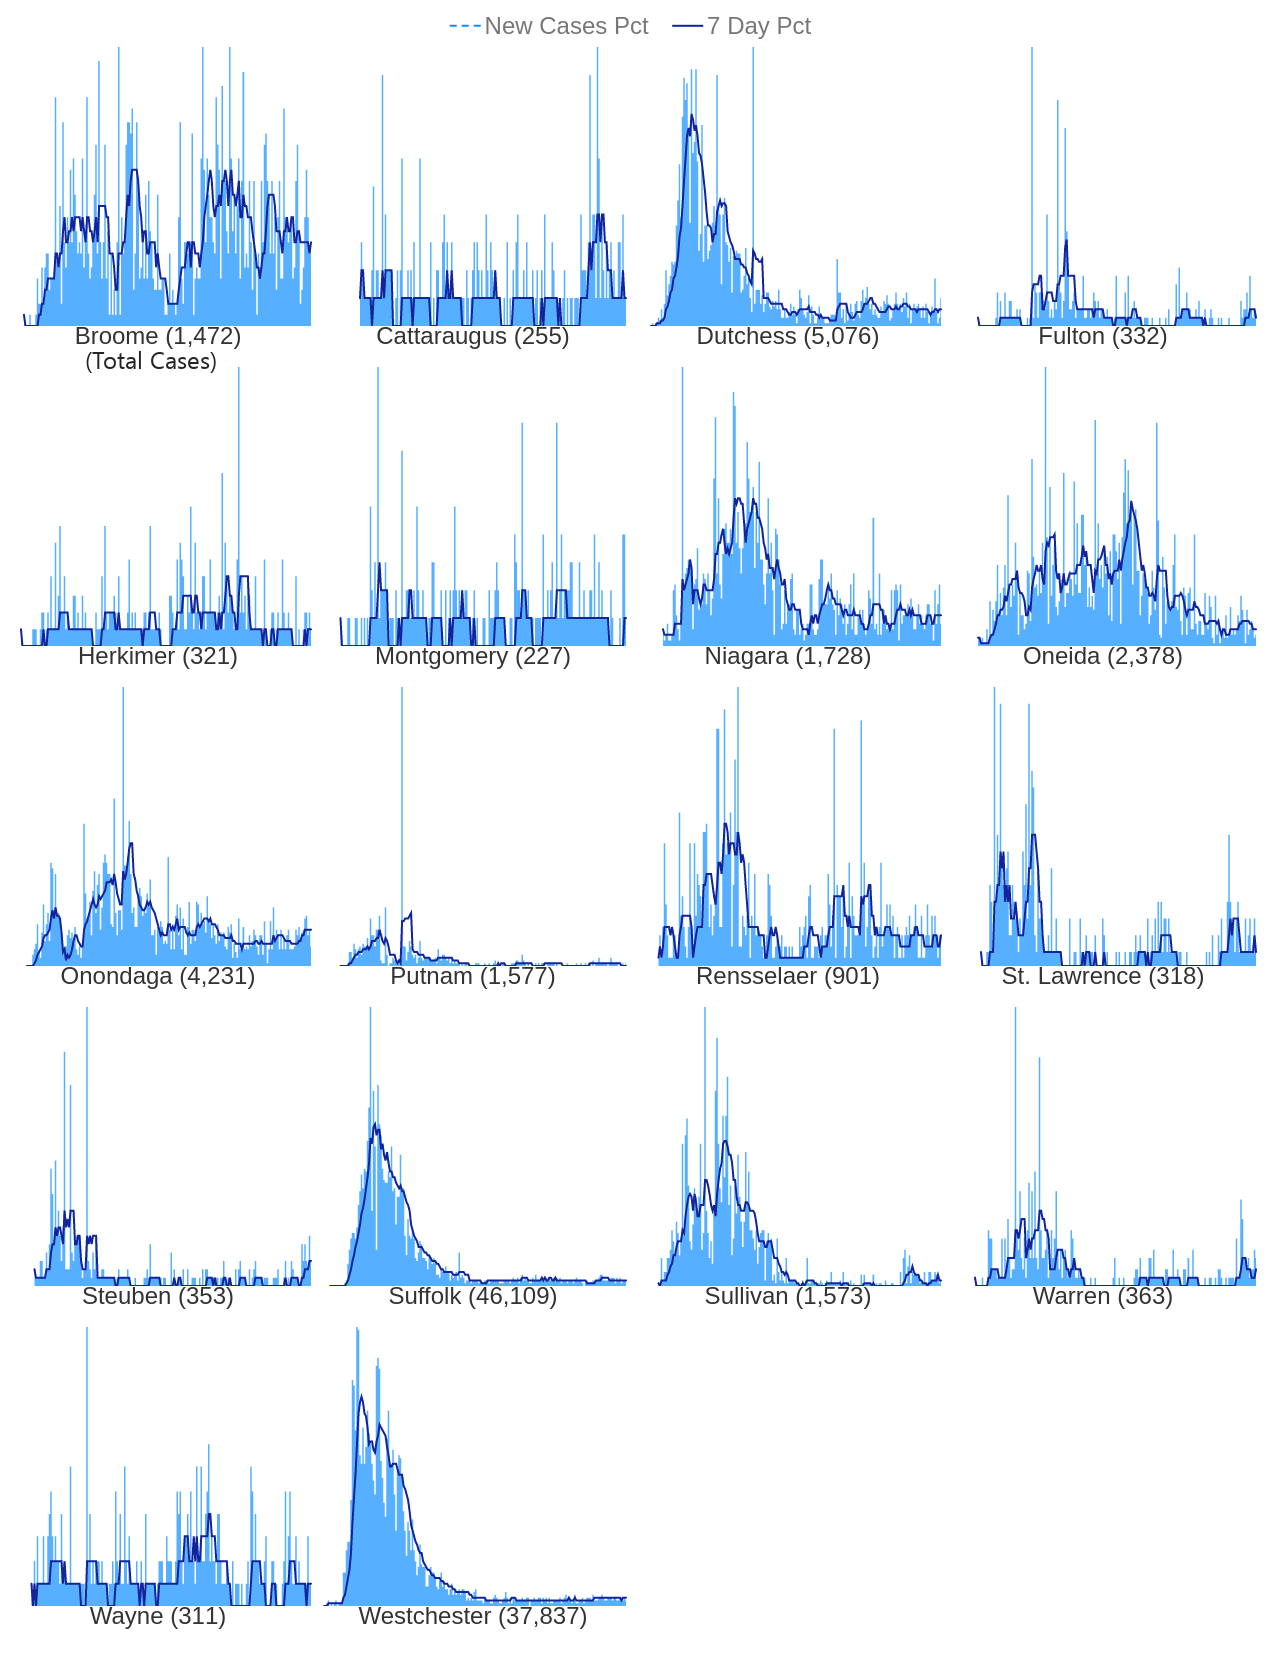 New Cases Pct 7 Day Pct
Broome (1,472) Cattaraugus (255) Dutchess (5,076) Fulton (332)
(Total Cases)
Herkimer (321) Montgomery (227) Niagara (1,728) Oneida (2,378)
Onondaga (4,231) Putnam (1,577) Rensselaer (901) St. Lawrence (318)
Steuben (353) Suffolk (46,109) Sullivan (1,573) Warren (363)
Wayne (311) Westchester (37,837)